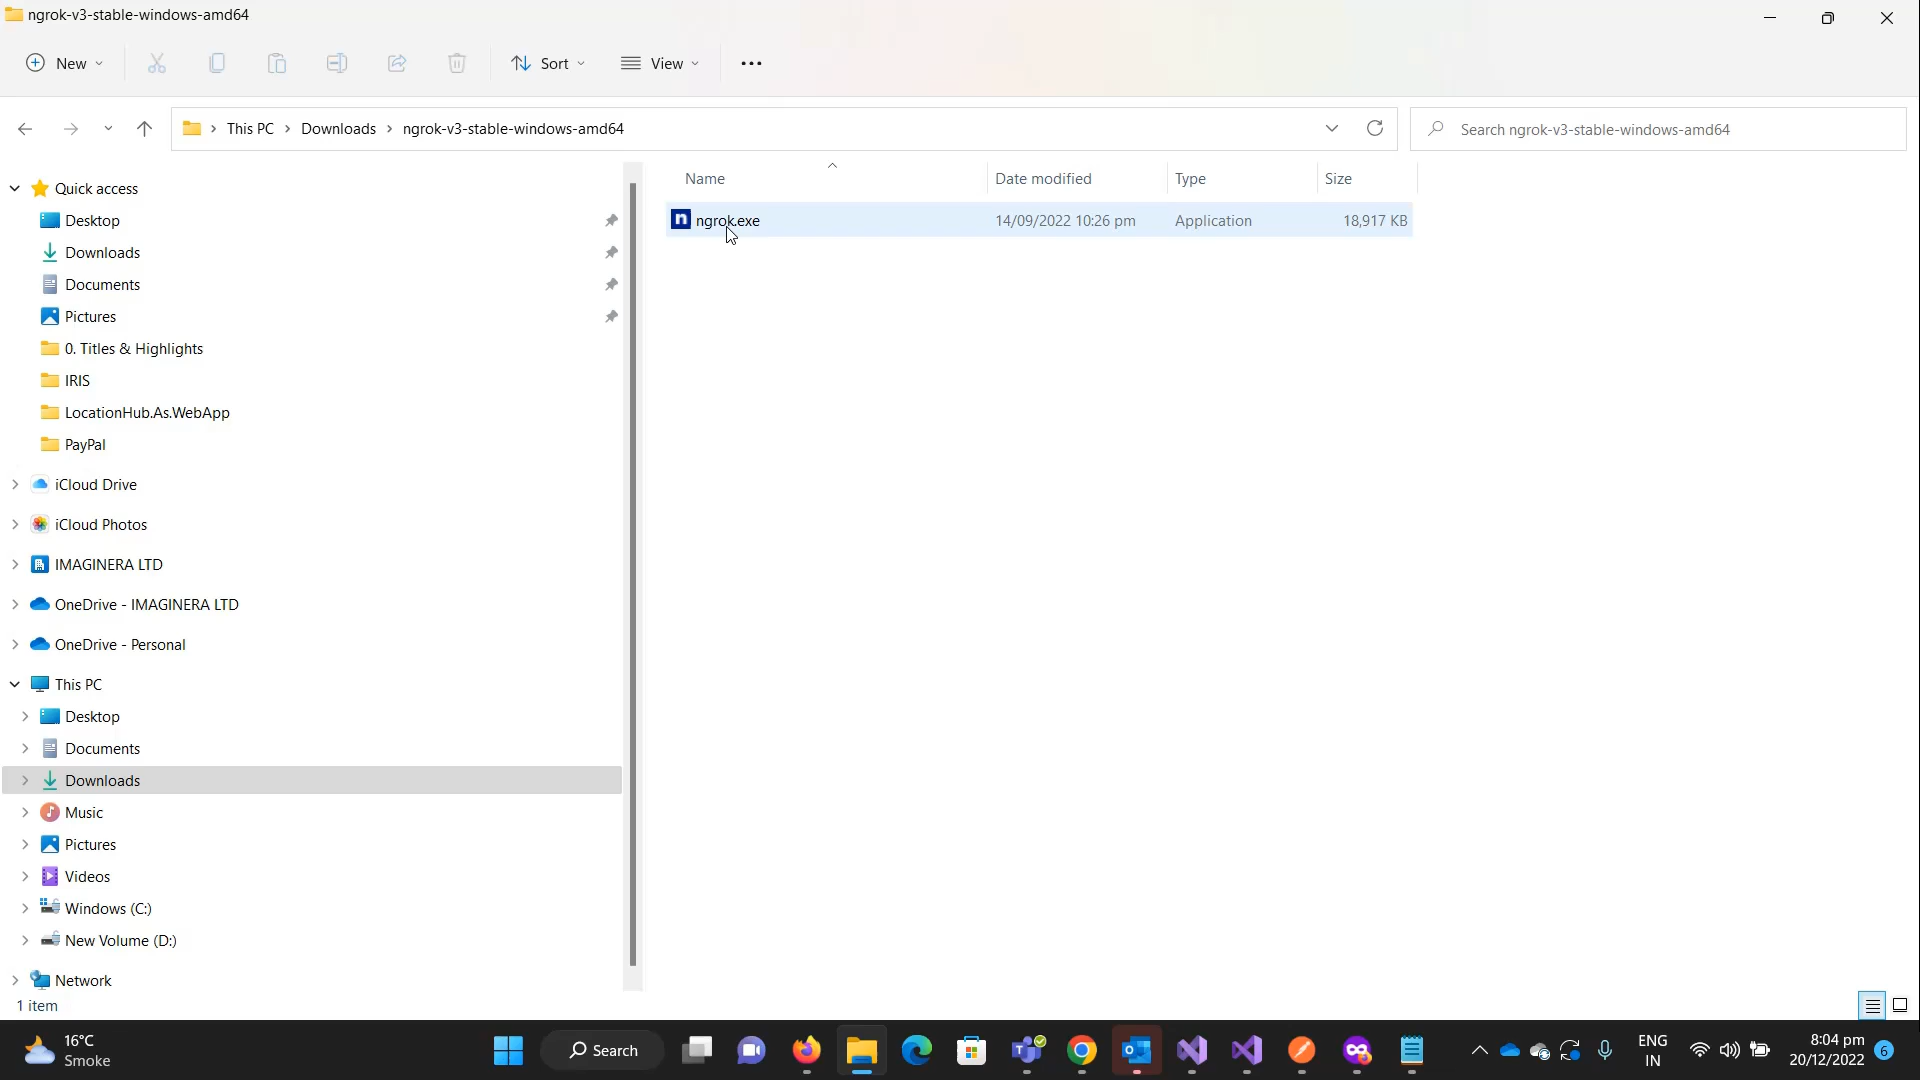 ngrok-v3-stable-windows-amd64
New
Sort
View
This PC > Downloads > ngrok-v3-stable-windows-amd64
Search ngrok-v3-stable-windows-amd64
Quick access
Desktop
Downloads
Documents
Pictures
0. Titles & Highlights
IRIS
LocationHub.As.WebApp
PayPal
iCloud Drive
iCloud Photos
IMAGINERA LTD
OneDrive - IMAGINERA LTD
OneDrive - Personal
This PC
Desktop
Documents
Downloads
Music
Pictures
Videos
Windows (C:)
New Volume (D:)
Network
Name Date modified Type Size
n ngrok.exe 14/09/2022 10:26 pm Application 18,917 KB
1 item
16°C
Smoke
Search
ENG
IN
8:04 pm
20/12/2022
6